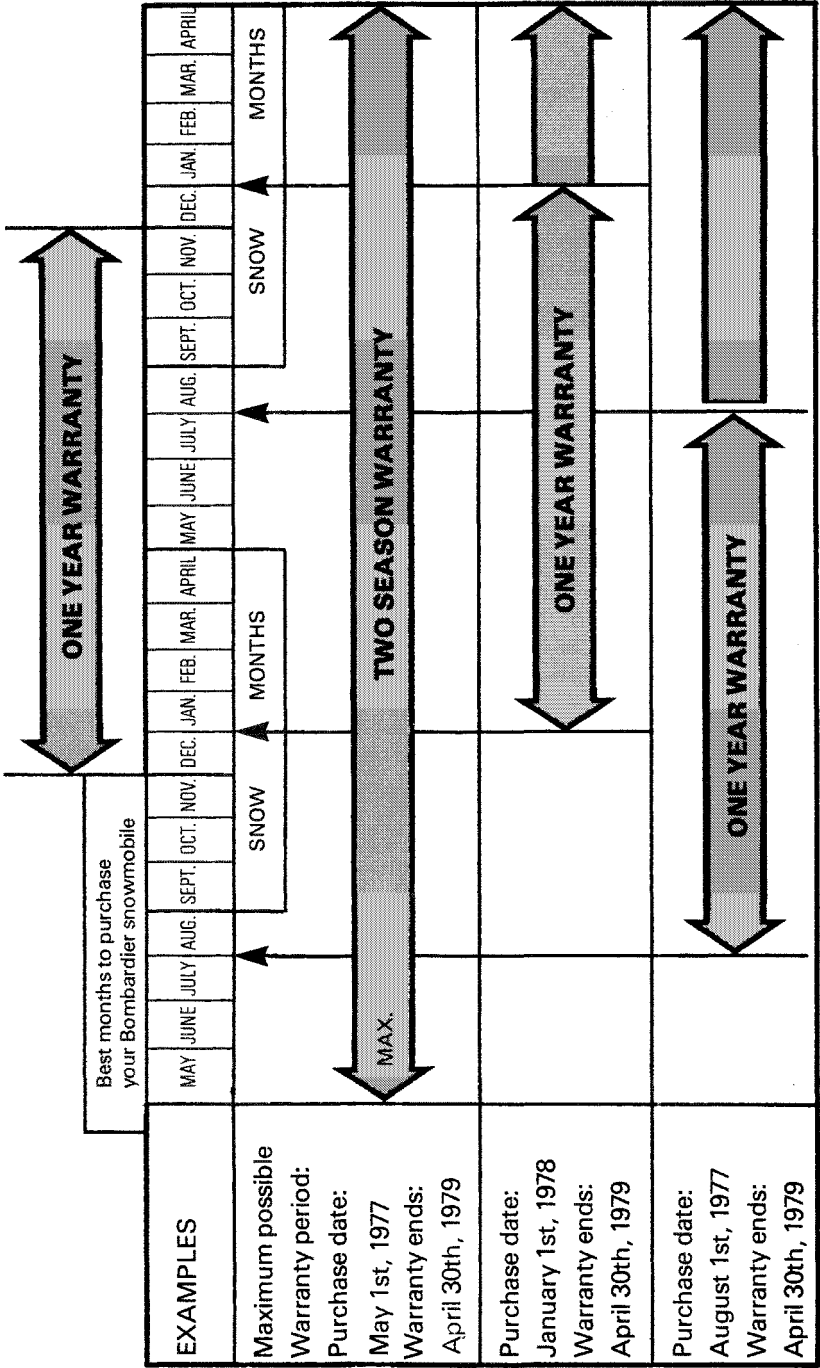 ONE YEAR WARRANTY
Best months to purchase
your Bombardier snowmobile
EXAMPLES
MAY JUNE JULY AUG. SEPT. OCT. NOV. DEC. JAN. FEB. MAR. APRIL MAY JUNE JULY AUG. SEPT. OCT. NOV. DEC. JAN. FEB. MAR. APRIL
SNOW MONTHS SNOW MONTHS
Maximum possible
Warranty period:
Purchase date:
May 1st, 1977
Warranty ends:
April 30th, 1979
MAX. TWO SEASON WARRANTY
Purchase date:
January 1st, 1978
Warranty ends:
April 30th, 1979
ONE YEAR WARRANTY
Purchase date:
August 1st, 1977
Warranty ends:
April 30th, 1979
ONE YEAR WARRANTY